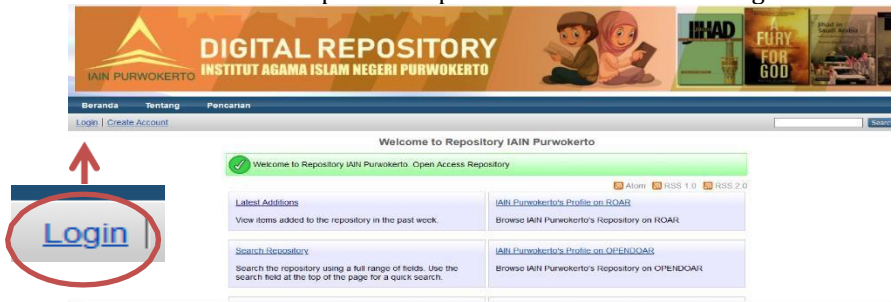 DIGITAL REPOSITORY
INSTITUT AGAMA ISLAM NEGERI PURWOKERTO
IAIN PURWOKERTO
JIHAD
A
FURY
FOR
GOD
Jihad in
Saudi Arabia
Beranda Tentang Pencarian
Login | Create Account
Search
Welcome to Repository IAIN Purwokerto
Welcome to Repository IAIN Purwokerto. Open Access Repository
Atom RSS 1.0 RSS 2.0
Latest Additions
View items added to the repository in the past week.
IAIN Purwokerto's Profile on ROAR
Browse IAIN Purwokerto's Repository on ROAR
Login |
Search Repository
Search the repository using a full range of fields. Use the
search field at the top of the page for a quick search.
IAIN Purwokerto's Profile on OPENDOAR
Browse IAIN Purwokerto's Repository on OPENDOAR